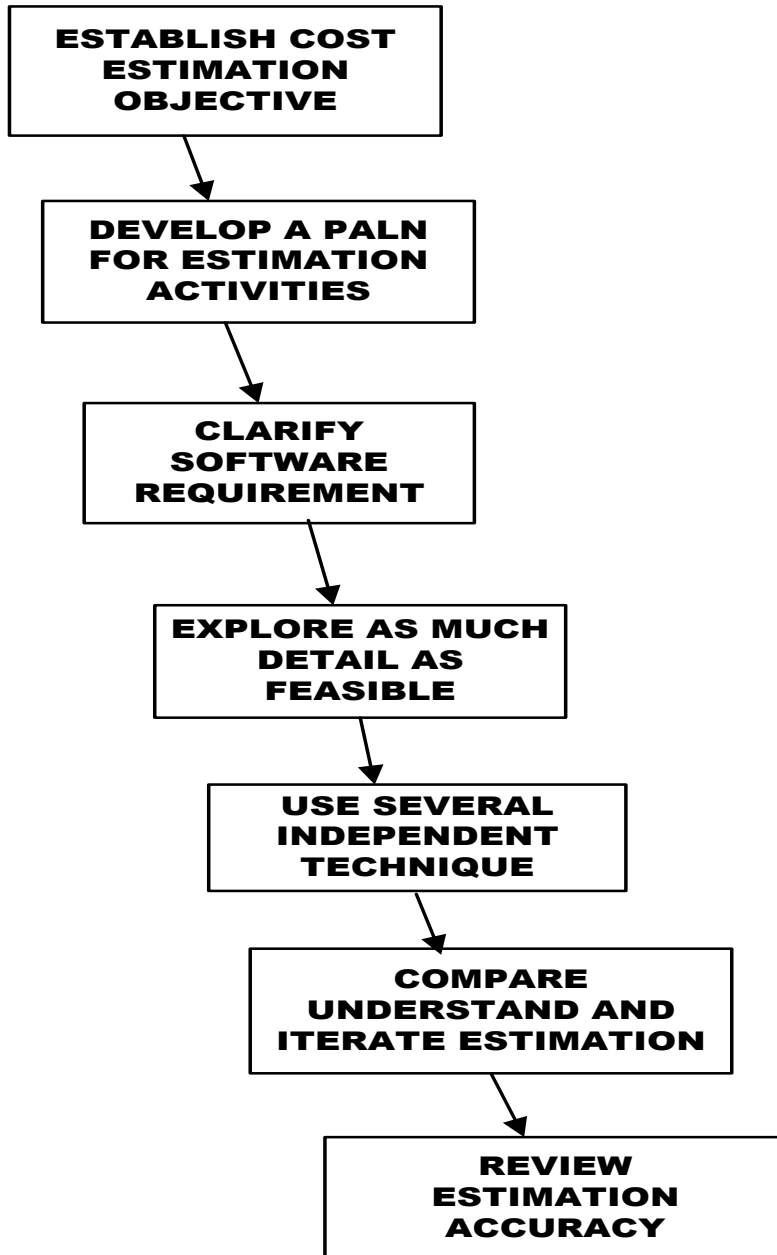 ESTABLISH COST
ESTIMATION
OBJECTIVE
DEVELOP A PALN
FOR ESTIMATION
ACTIVITIES
CLARIFY
SOFTWARE
REQUIREMENT
EXPLORE AS MUCH
DETAIL AS
FEASIBLE
USE SEVERAL
INDEPENDENT
TECHNIQUE
COMPARE
UNDERSTAND AND
ITERATE ESTIMATION
REVIEW
ESTIMATION
ACCURACY